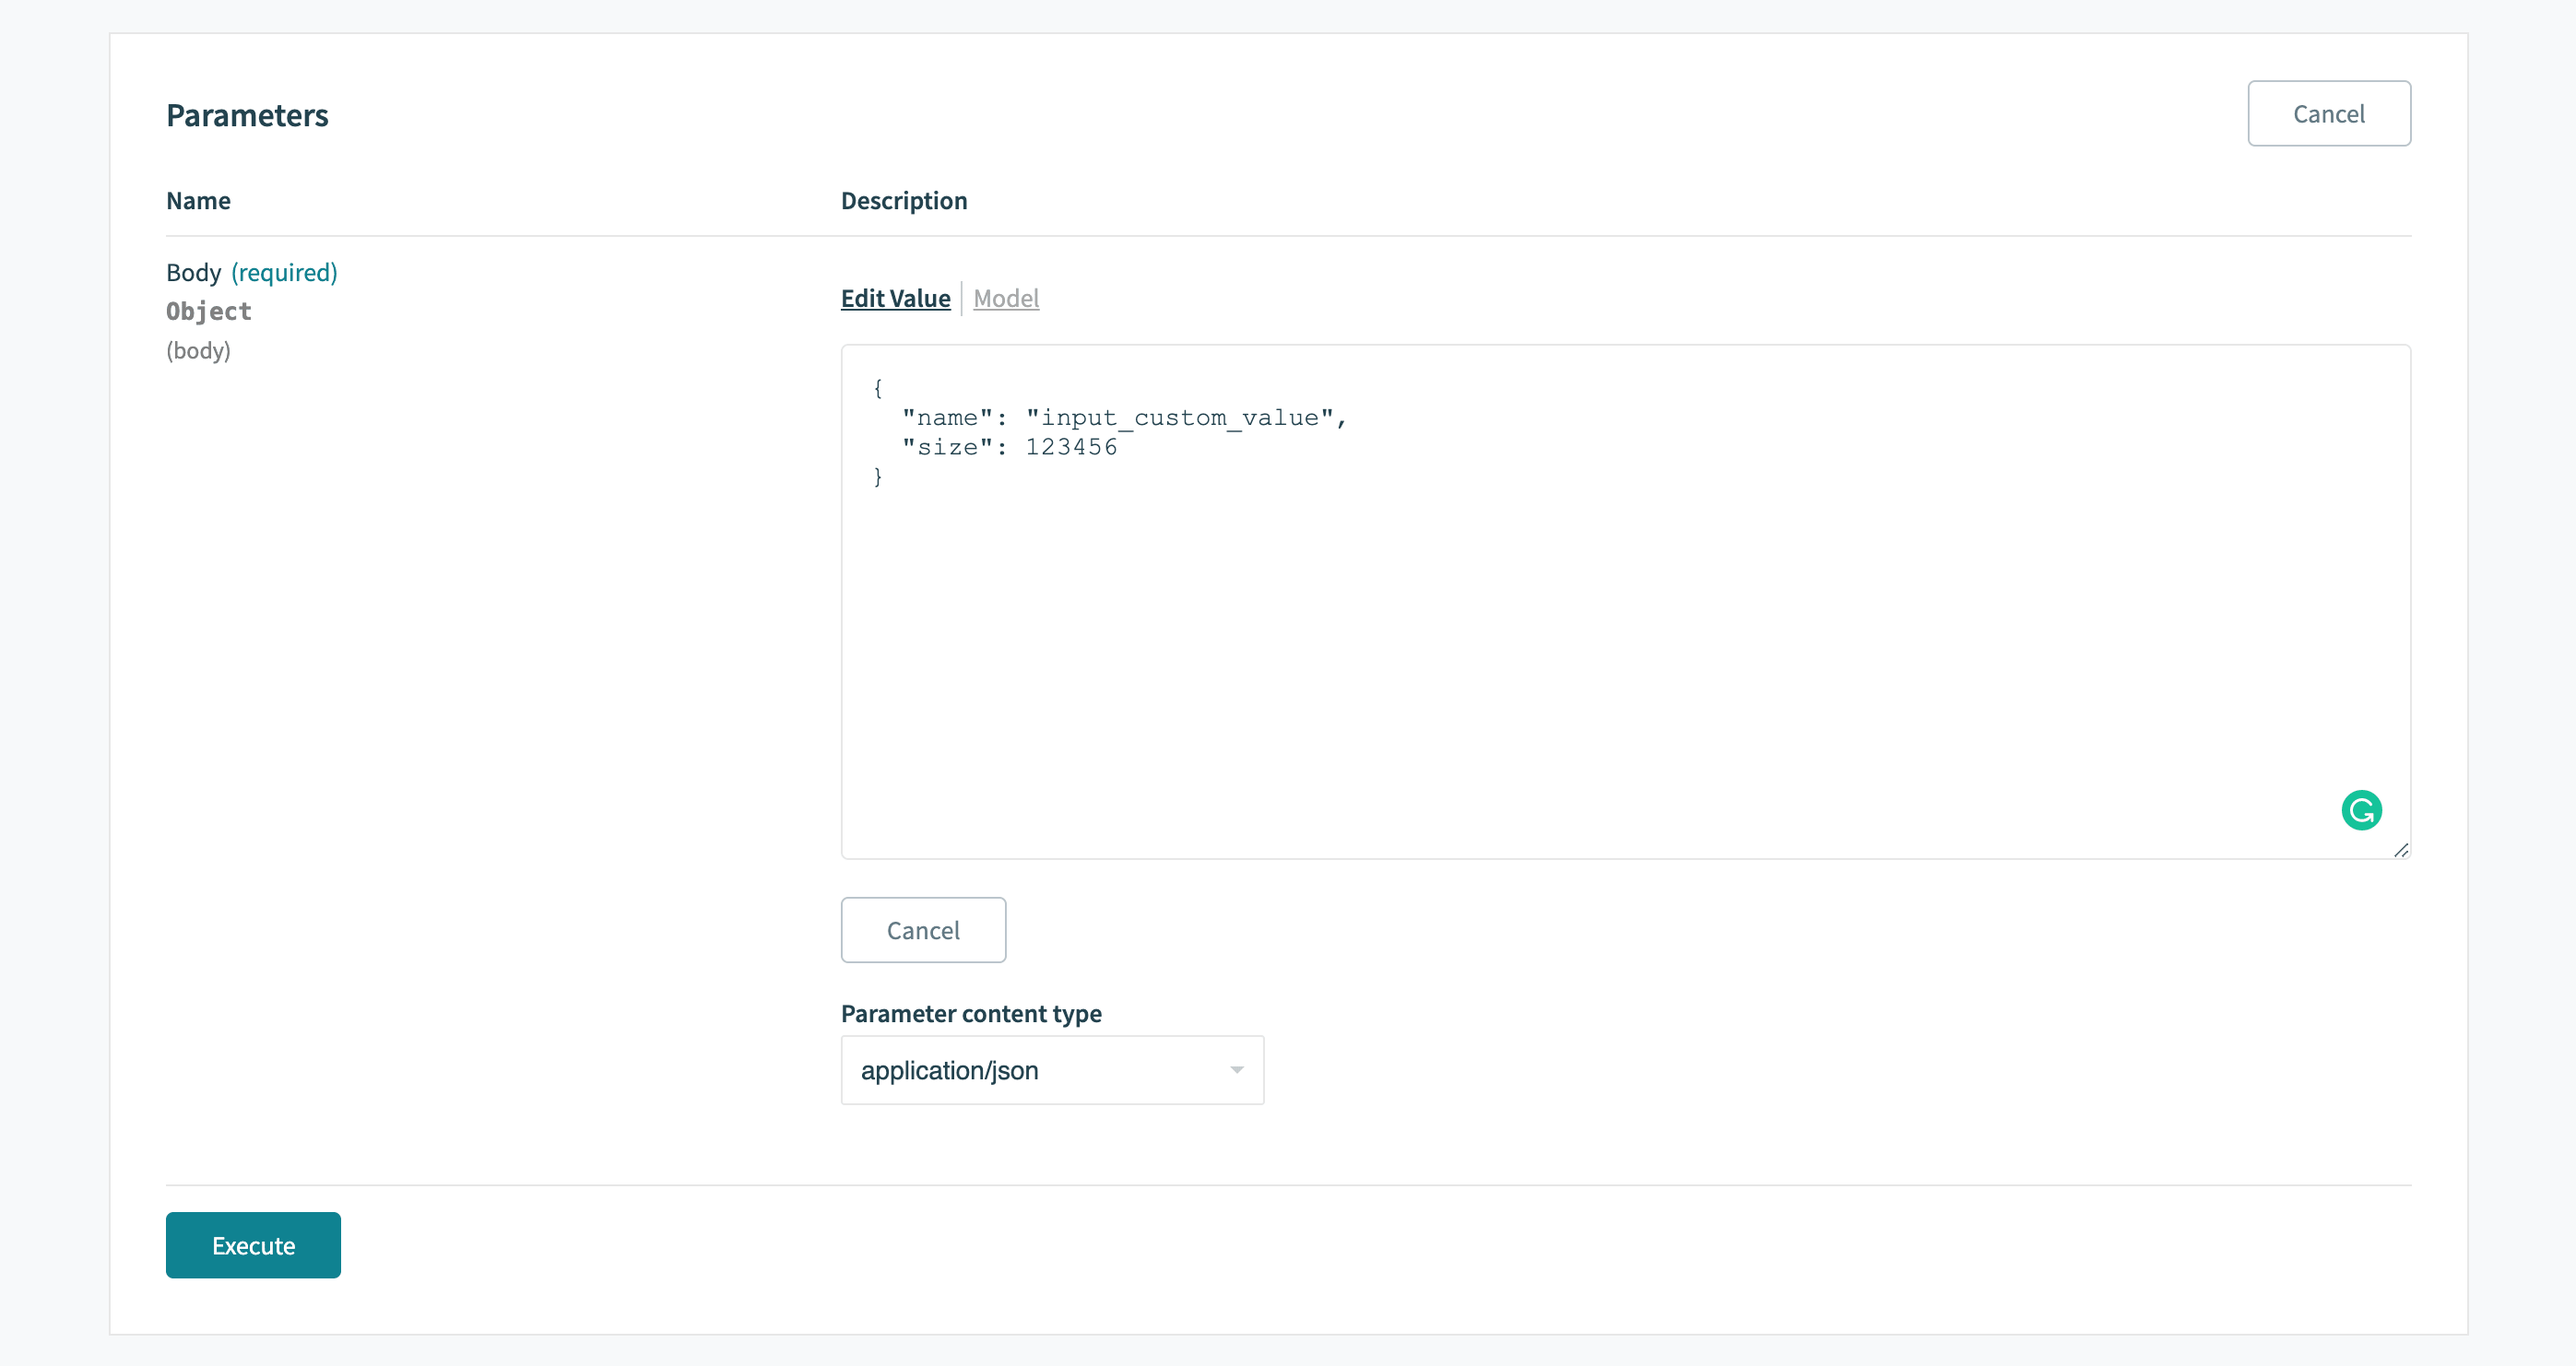 Parameters
Cancel
Name
Description
Body (required)
Object
(body)
Edit Value
Model
{
  "name": "input_custom_value",
  "size": 123456
}
Cancel
Parameter content type
application/json
Execute